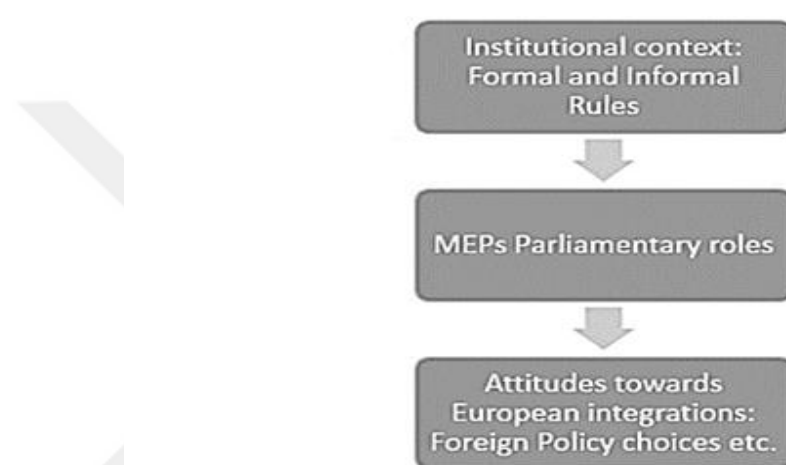 Institutional context:
Formal and Informal
Rules
MEPs Parliamentary roles
Attitudes towards
European integrations:
Foreign Policy choices etc.